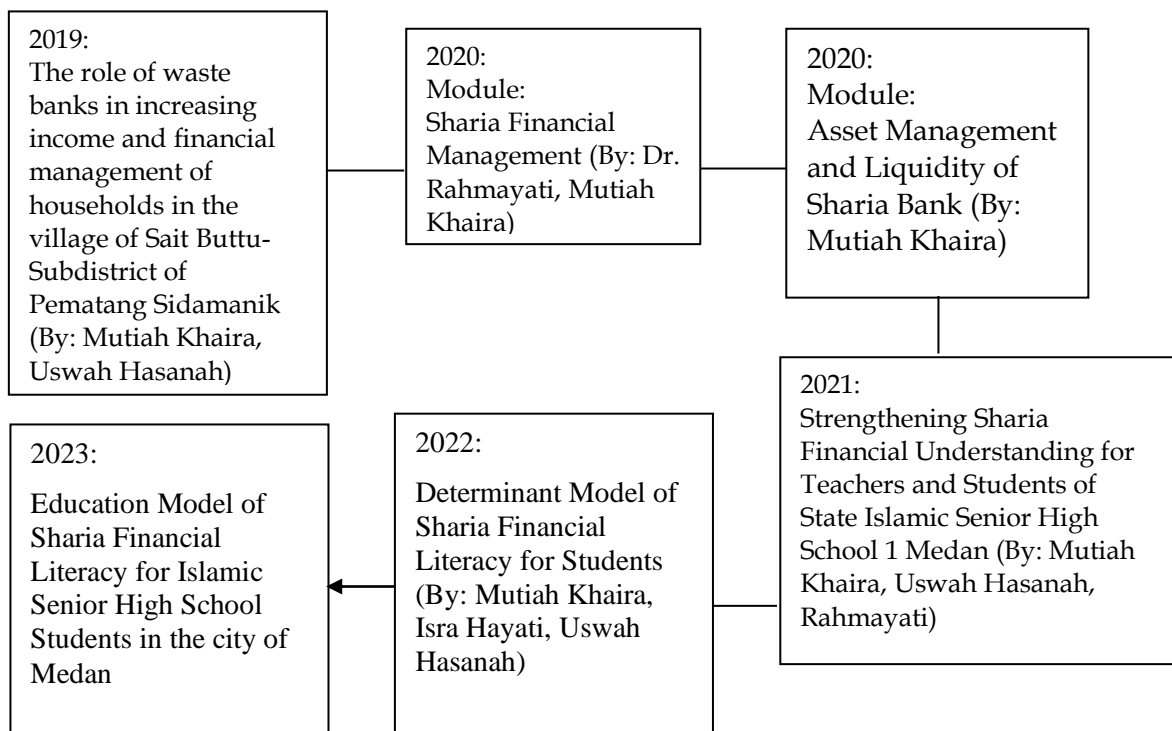 2019:
The role of waste
banks in increasing
income and financial
management of
households in the
village of Sait Buttu-
Subdistrict of
Pematang Sidamanik
(By: Mutiah Khaira,
Uswah Hasanah)
2020:
Module:
Sharia Financial
Management (By: Dr.
Rahmayati, Mutiah
Khaira)
2020:
Module:
Asset Management
and Liquidity of
Sharia Bank (By:
Mutiah Khaira)
2021:
Strengthening Sharia
Financial Understanding for
Teachers and Students of
State Islamic Senior High
School 1 Medan (By: Mutiah
Khaira, Uswah Hasanah,
Rahmayati)
2022:
Determinant Model of
Sharia Financial
Literacy for Students
(By: Mutiah Khaira,
Isra Hayati, Uswah
Hasanah)
2023:
Education Model of
Sharia Financial
Literacy for Islamic
Senior High School
Students in the city of
Medan